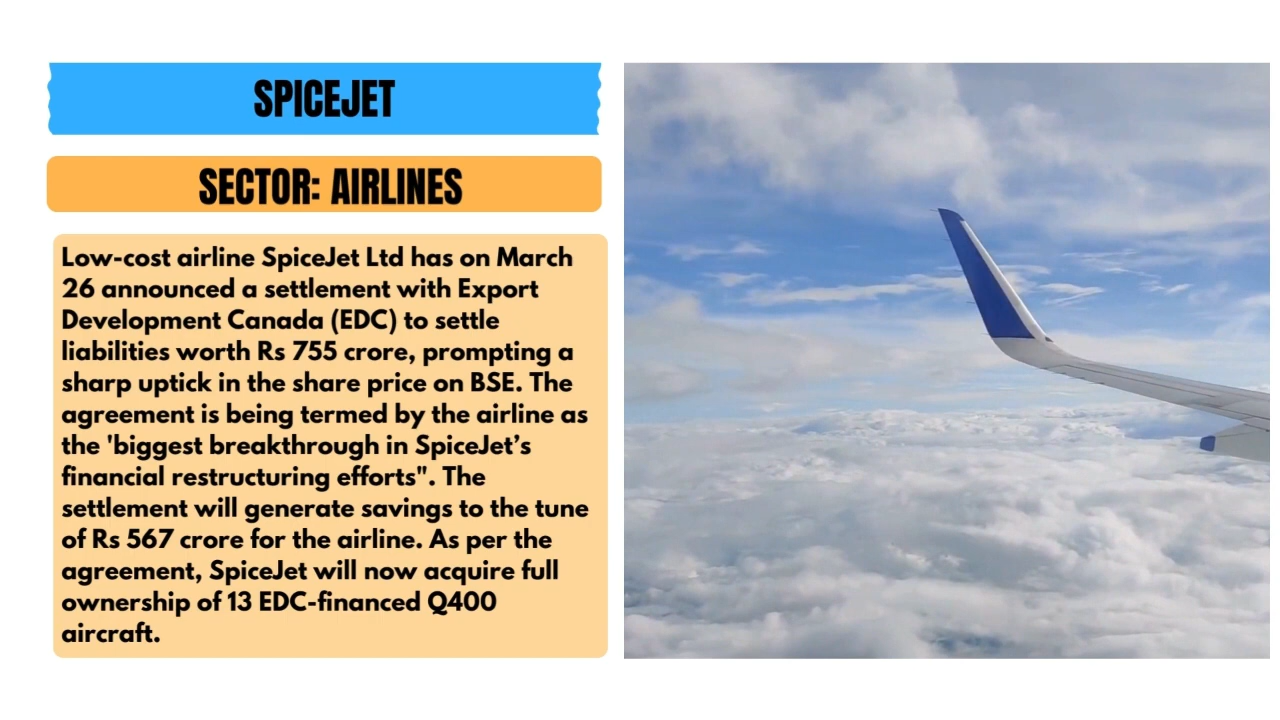 SPICEJET
SECTOR: AIRLINES
Low-cost airline SpiceJet Ltd has on March
26 announced a settlement with Export
Development Canada (EDC) to settle
liabilities worth Rs 755 crore, prompting a
sharp uptick in the share price on BSE. The
agreement is being termed by the airline as
the 'biggest breakthrough in SpiceJet’s
financial restructuring efforts". The
settlement will generate savings to the tune
of Rs 567 crore for the airline. As per the
agreement, SpiceJet will now acquire full
ownership of 13 EDC-financed Q400
aircraft.